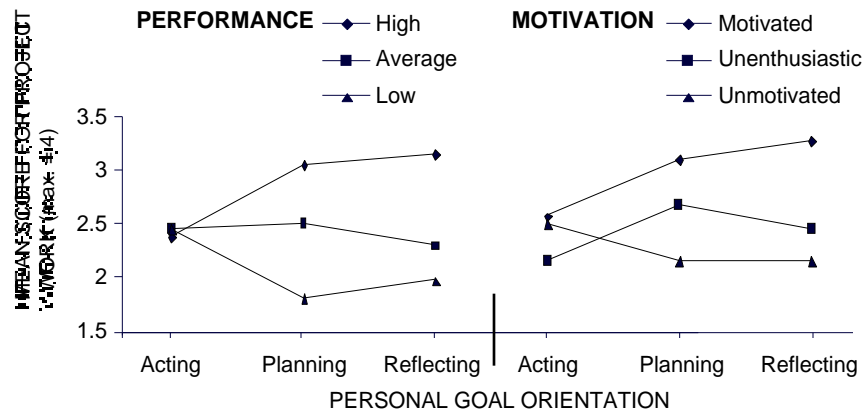 PERFORMANCE
High
Average
Low
MOTIVATION
Motivated
Unenthusiastic
Unmotivated
3.5
3
2.5
2
1.5
Acting Planning Reflecting Acting Planning Reflecting
PERSONAL GOAL ORIENTATION